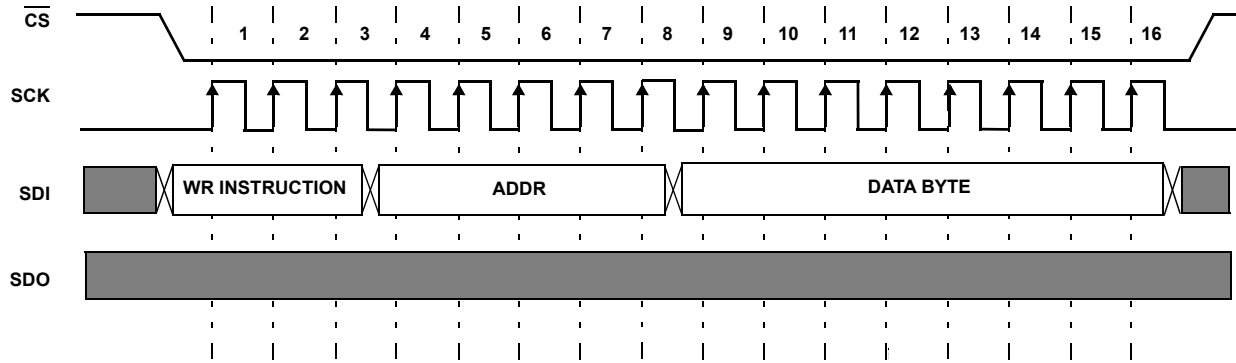 CS
1 2 3 4 5 6 7 8 9 10 11 12 13 14 15 16
SCK
SDI
WR INSTRUCTION ADDR DATA BYTE
SDO